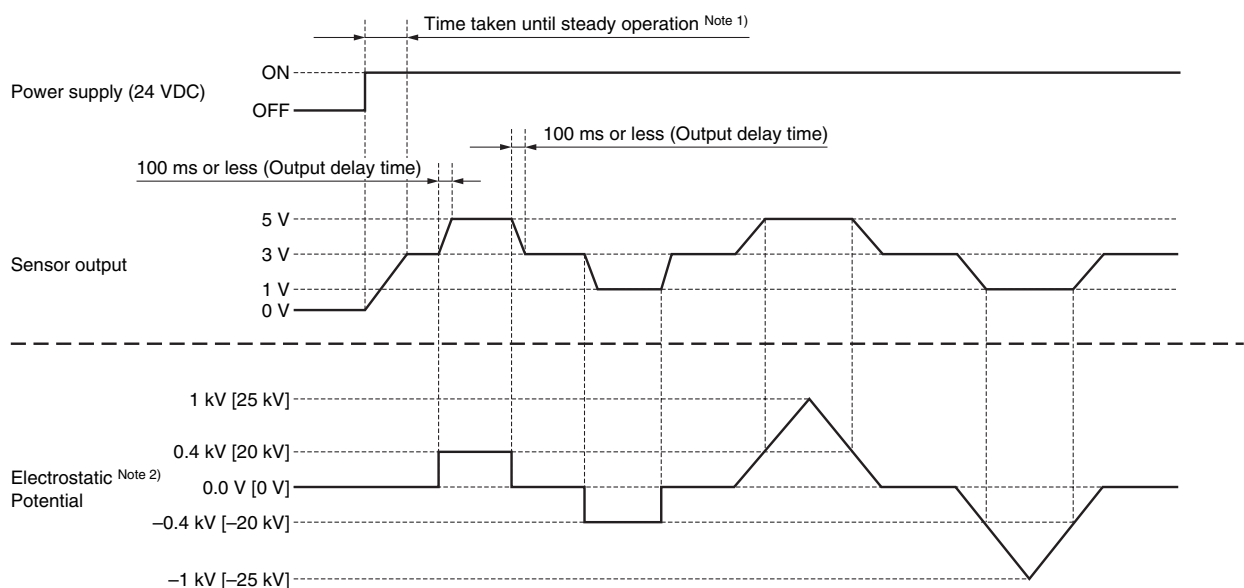 Time taken until steady operation Note 1)
Power supply (24 VDC)
ON
OFF
100 ms or less (Output delay time)
100 ms or less (Output delay time)
Sensor output
5 V
3 V
1 V
0 V
Electrostatic Note 2)
Potential
1 kV [25 kV]
0.4 kV [20 kV]
0.0 V [0 V]
–0.4 kV [–20 kV]
–1 kV [–25 kV]